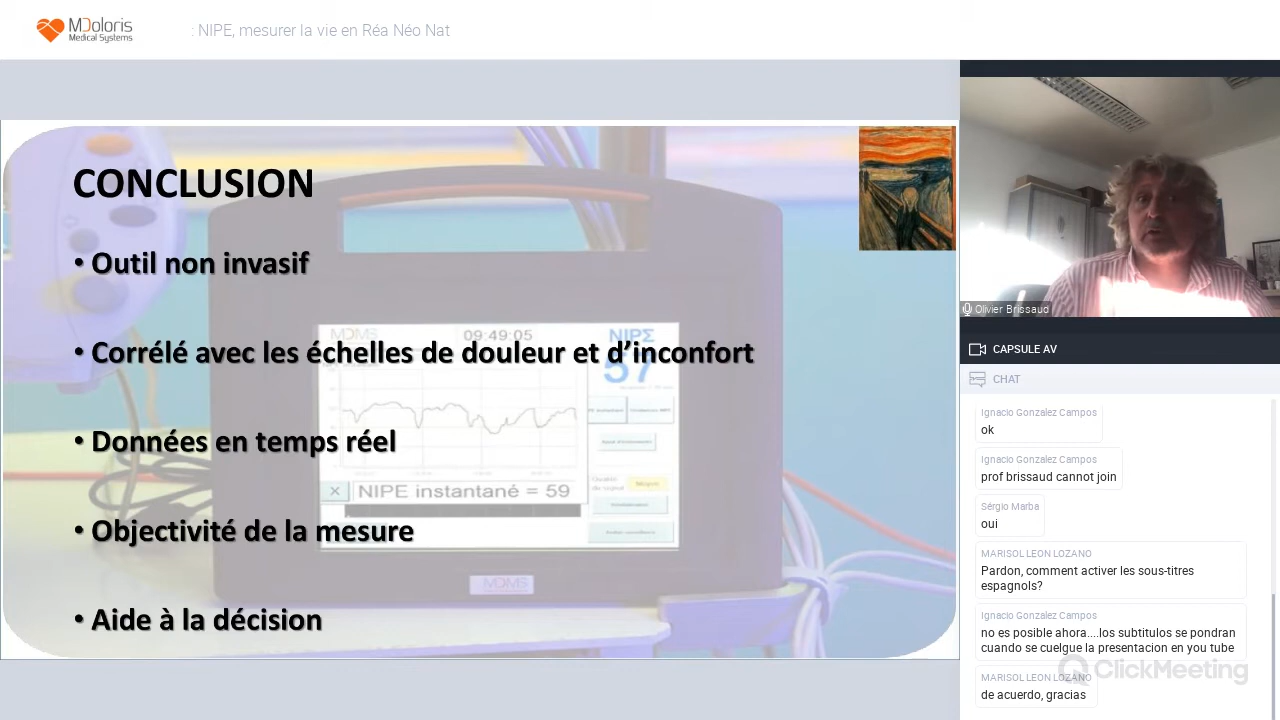 MDoloris
Medical Systems
: NIPE, mesurer la vie en Réa Néo Nat
CONCLUSION
• Outil non invasif
• Corrélé avec les échelles de douleur et d’inconfort
• Données en temps réel
• Objectivité de la mesure
• Aide à la décision
MDMS
09:49:05
NIPΣ
57
NIPE instantané = 59
Moyen
MDMS
Olivier Brissaud
CAPSULE AV
CHAT
Ignacio Gonzalez Campos
ok
Ignacio Gonzalez Campos
prof brissaud cannot join
Sérgio Marba
oui
MARISOL LEON LOZANO
Pardon, comment activer les sous-titres
espagnols?
Ignacio Gonzalez Campos
no es posible ahora....los subtitulos se pondran
cuando se cuelgue la presentacion en you tube
MARISOL LEON LOZANO
de acuerdo, gracias
ClickMeeting